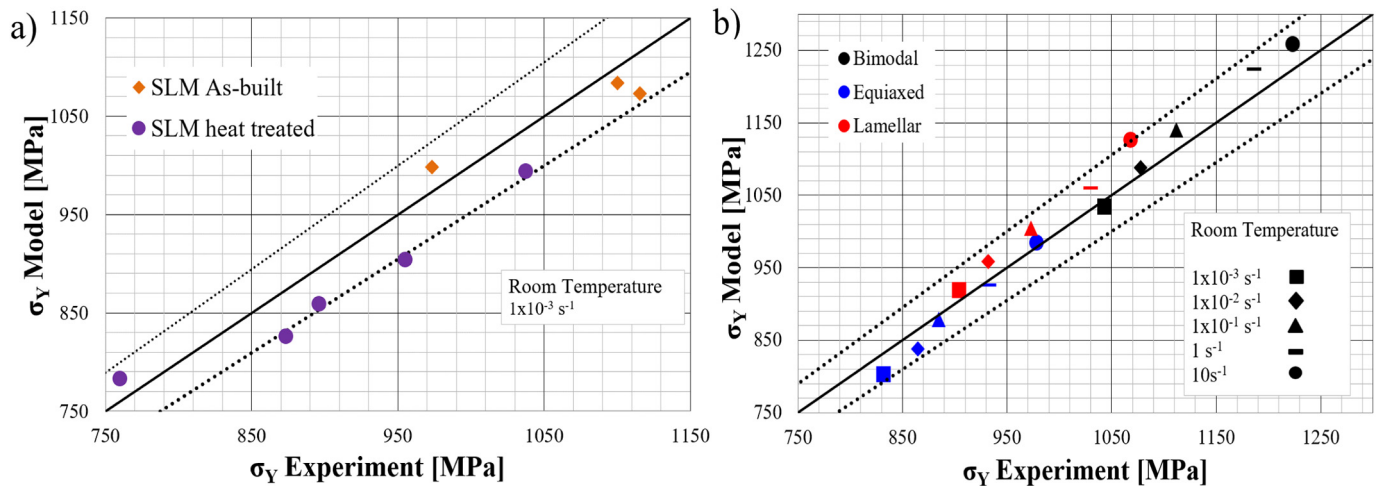 a)
1150
1050
950
850
750
σY Model [MPa]
SLM As-built
SLM heat treated
Room Temperature
1x10⁻³ s⁻¹
750 850 950 1050 1150
σY Experiment [MPa]
b)
1250
1150
1050
950
850
750
σY Model [MPa]
Bimodal
Equiaxed
Lamellar
Room Temperature
1x10⁻³ s⁻¹
1x10⁻² s⁻¹
1x10⁻¹ s⁻¹
1 s⁻¹
10s⁻¹
750 850 950 1050 1150 1250
σY Experiment [MPa]